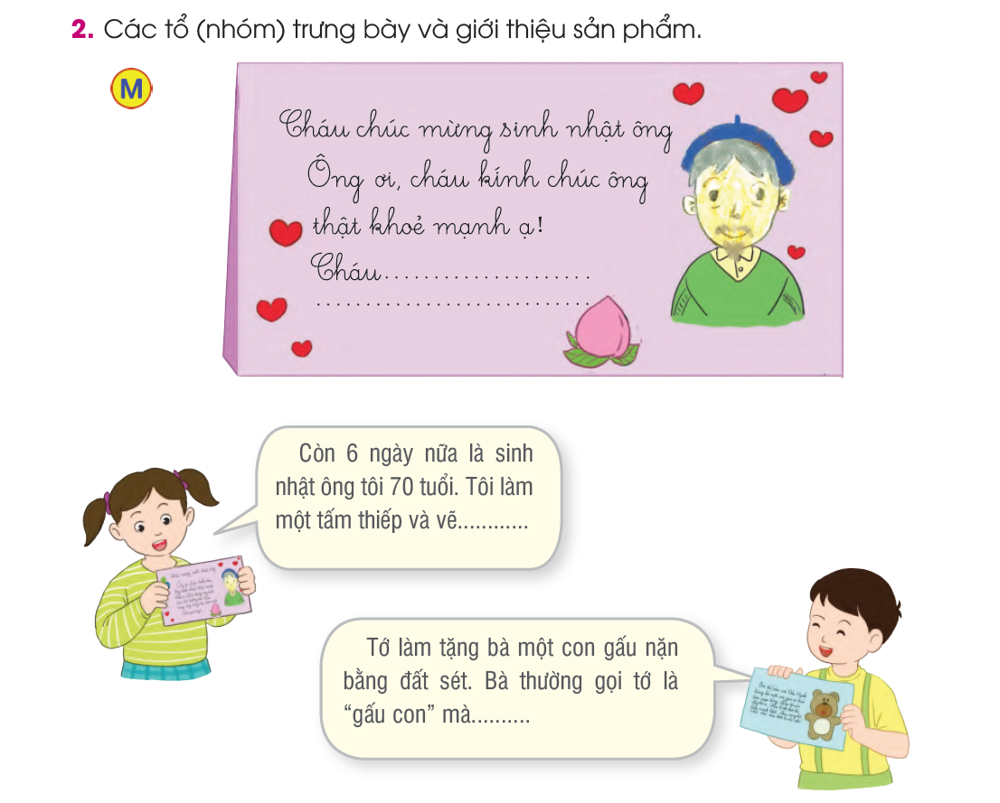 2. Các tổ (nhóm) trưng bày và giới thiệu sản phẩm.
M
Cháu chúc mừng sinh nhật ông
Ông ơi, cháu kính chúc ông
thật khoẻ mạnh ạ!
Cháu.....................
.............................
Còn 6 ngày nữa là sinh
nhật ông tôi 70 tuổi. Tôi làm
một tấm thiếp và vẽ............
Tớ làm tặng bà một con gấu nặn
bằng đất sét. Bà thường gọi tớ là
“gấu con” mà..........